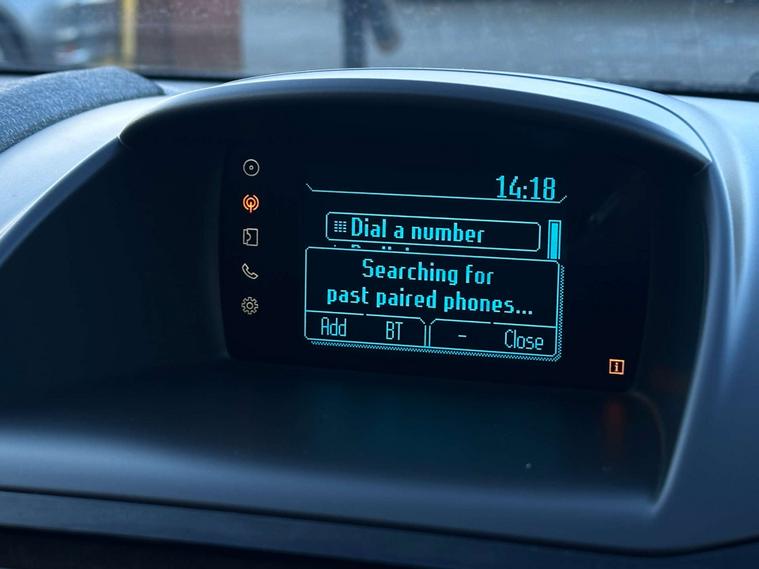 14:18
Dial a number
Searching for
past paired phones...
Add BT - Close
i